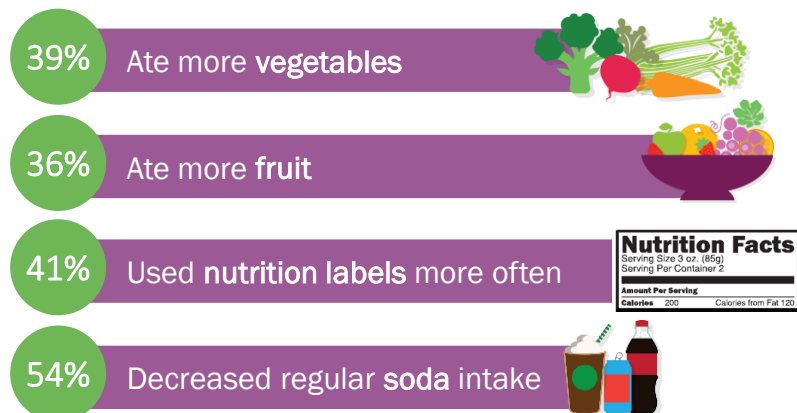 39%
Ate more vegetables
36%
Ate more fruit
41%
Used nutrition labels more often
Nutrition Facts
Serving Size 3 oz. (85g)
Serving Per Container 2
Amount Per Serving
Calories 200 Calories from Fat 120
54%
Decreased regular soda intake